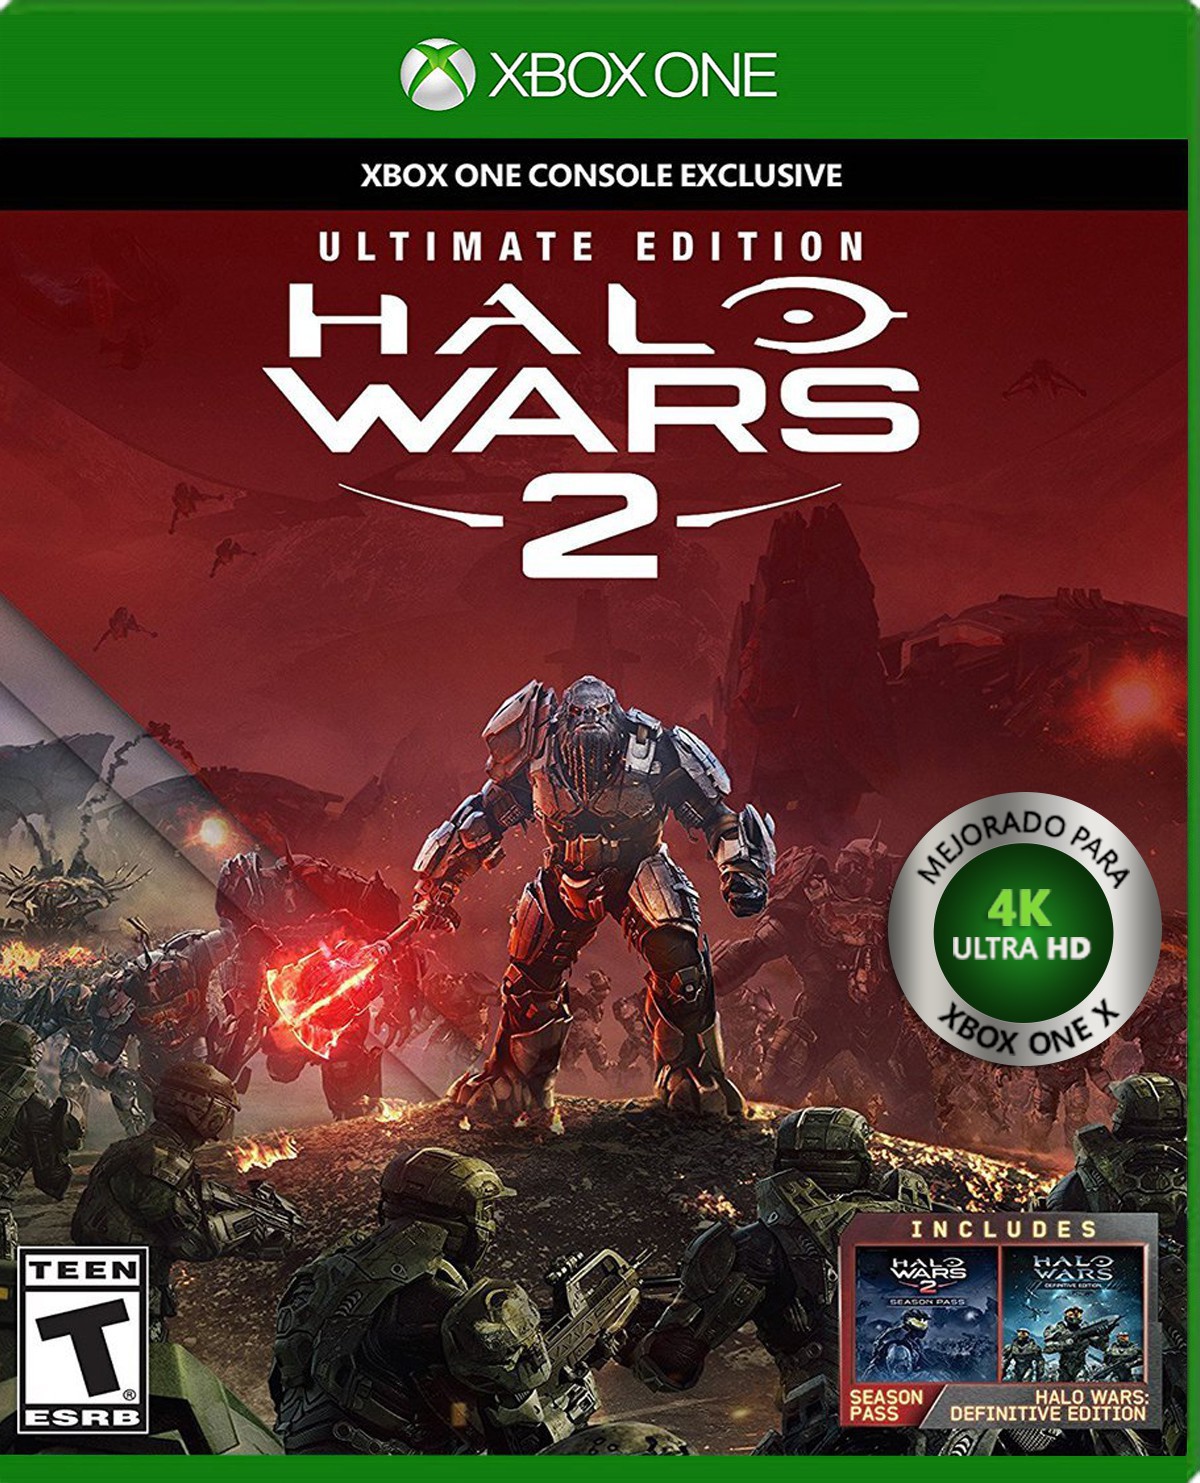 XBOX ONE
XBOX ONE CONSOLE EXCLUSIVE
ULTIMATE EDITION
HALO
WARS
2
MEJORADO PARA
4K
ULTRA HD
XBOX ONE X
TEEN
T
®
ESRB
INCLUDES
HALO
WARS
2
SEASON PASS
HALO
WARS
DEFINITIVE EDITION
SEASON
PASS
HALO WARS:
DEFINITIVE EDITION